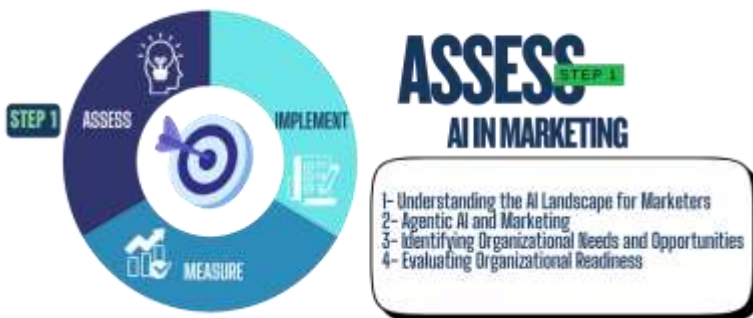 STEP 1
ASSESS
IMPLEMENT
MEASURE
ASSESS
STEP 1
AI IN MARKETING
1- Understanding the AI Landscape for Marketers
2- Agentic AI and Marketing
3- Identifying Organizational Needs and Opportunities
4- Evaluating Organizational Readiness